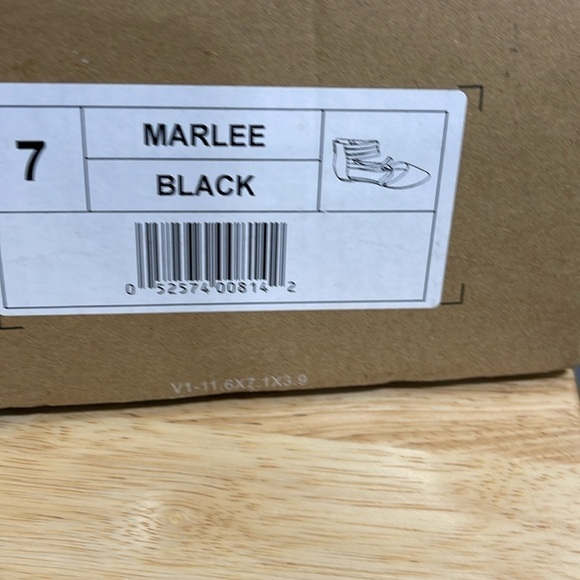 7
MARLEE
BLACK
0 52574 00814 2
V1-11.6X7.1X3.9